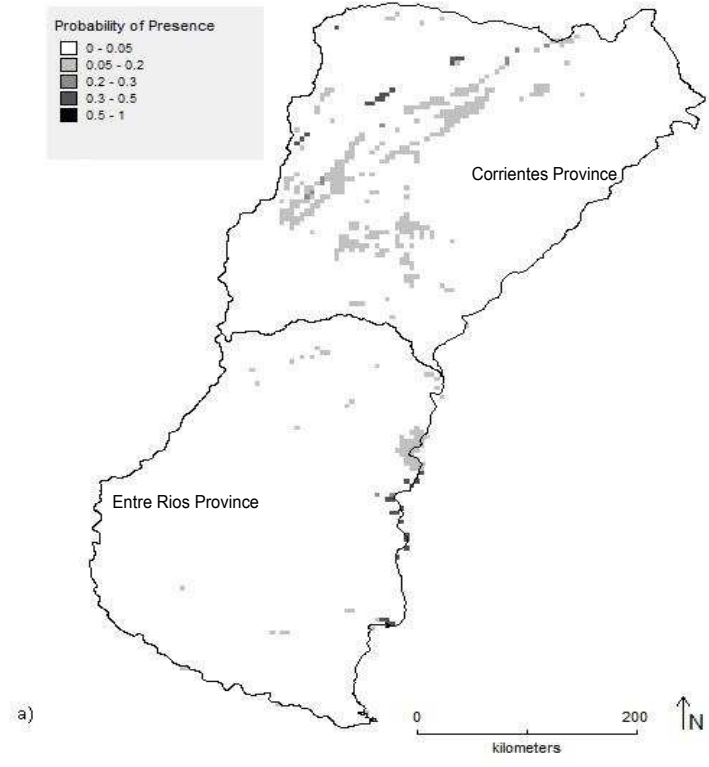 Probability of Presence
0 - 0.05
0.05 - 0.2
0.2 - 0.3
0.3 - 0.5
0.5 - 1
Corrientes Province
Entre Rios Province
a)
0 200
N
kilometers